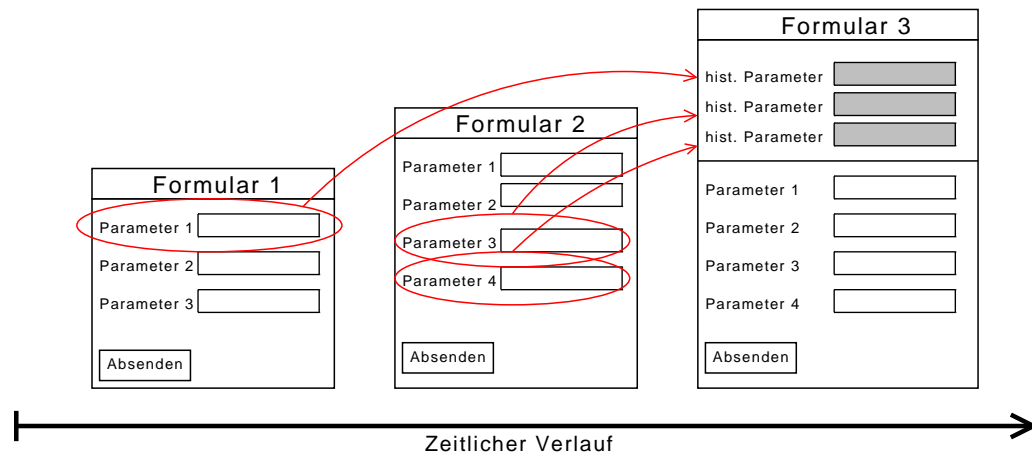 Formular 1
Parameter 1
Parameter 2
Parameter 3
Absenden
Formular 2
Parameter 1
Parameter 2
Parameter 3
Parameter 4
Absenden
Formular 3
hist. Parameter
hist. Parameter
hist. Parameter
Parameter 1
Parameter 2
Parameter 3
Parameter 4
Absenden
Zeitlicher Verlauf